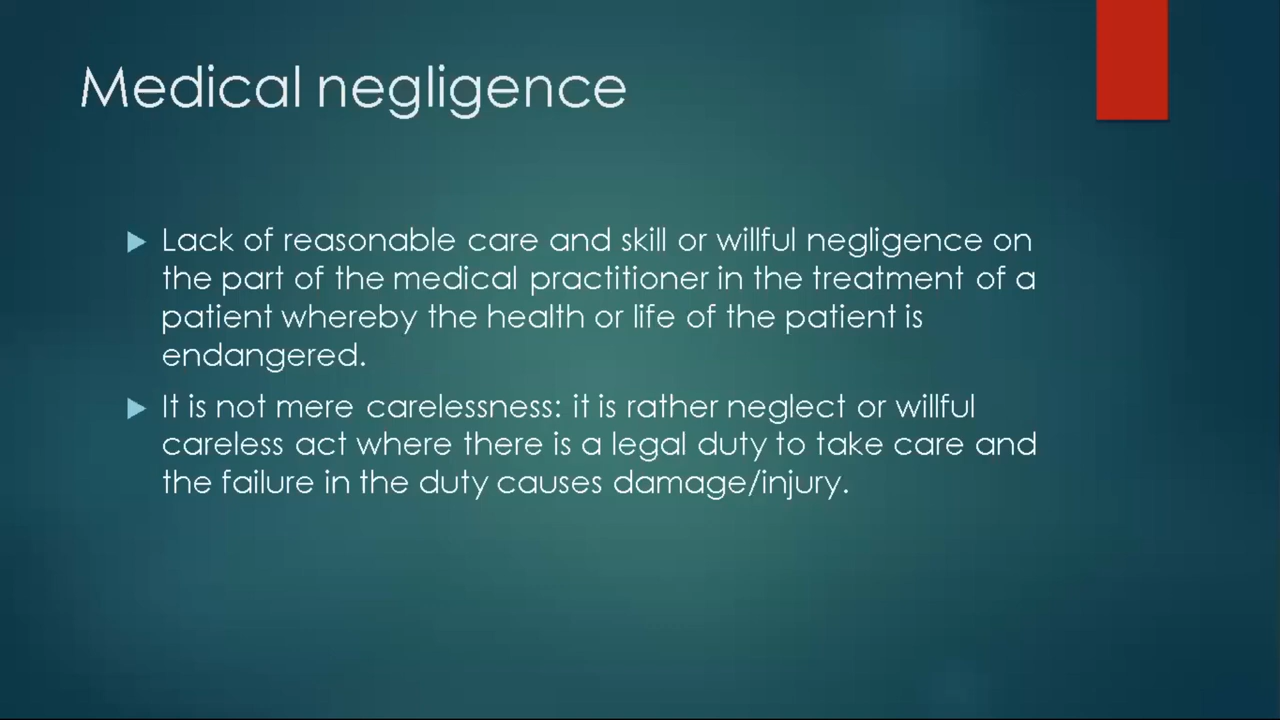 Medical negligence
Lack of reasonable care and skill or willful negligence on
the part of the medical practitioner in the treatment of a
patient whereby the health or life of the patient is
endangered.
It is not mere carelessness: it is rather neglect or willful
careless act where there is a legal duty to take care and
the failure in the duty causes damage/injury.